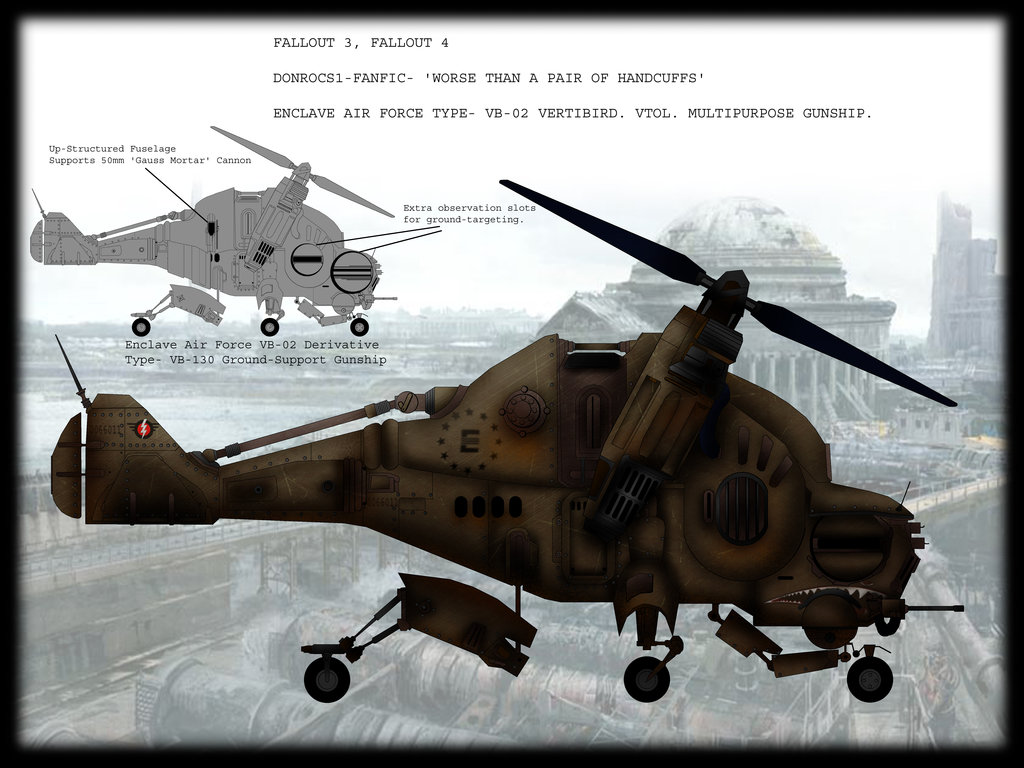 FALLOUT 3, FALLOUT 4
DONROCS1-FANFIC- 'WORSE THAN A PAIR OF HANDCUFFS'
ENCLAVE AIR FORCE TYPE- VB-02 VERTIBIRD. VTOL. MULTIPURPOSE GUNSHIP.
Up-Structured Fuselage
Supports 50mm 'Gauss Mortar' Cannon
Extra observation slots
for ground-targeting.
Enclave Air Force VB-02 Derivative
Type- VB-130 Ground-Support Gunship
E